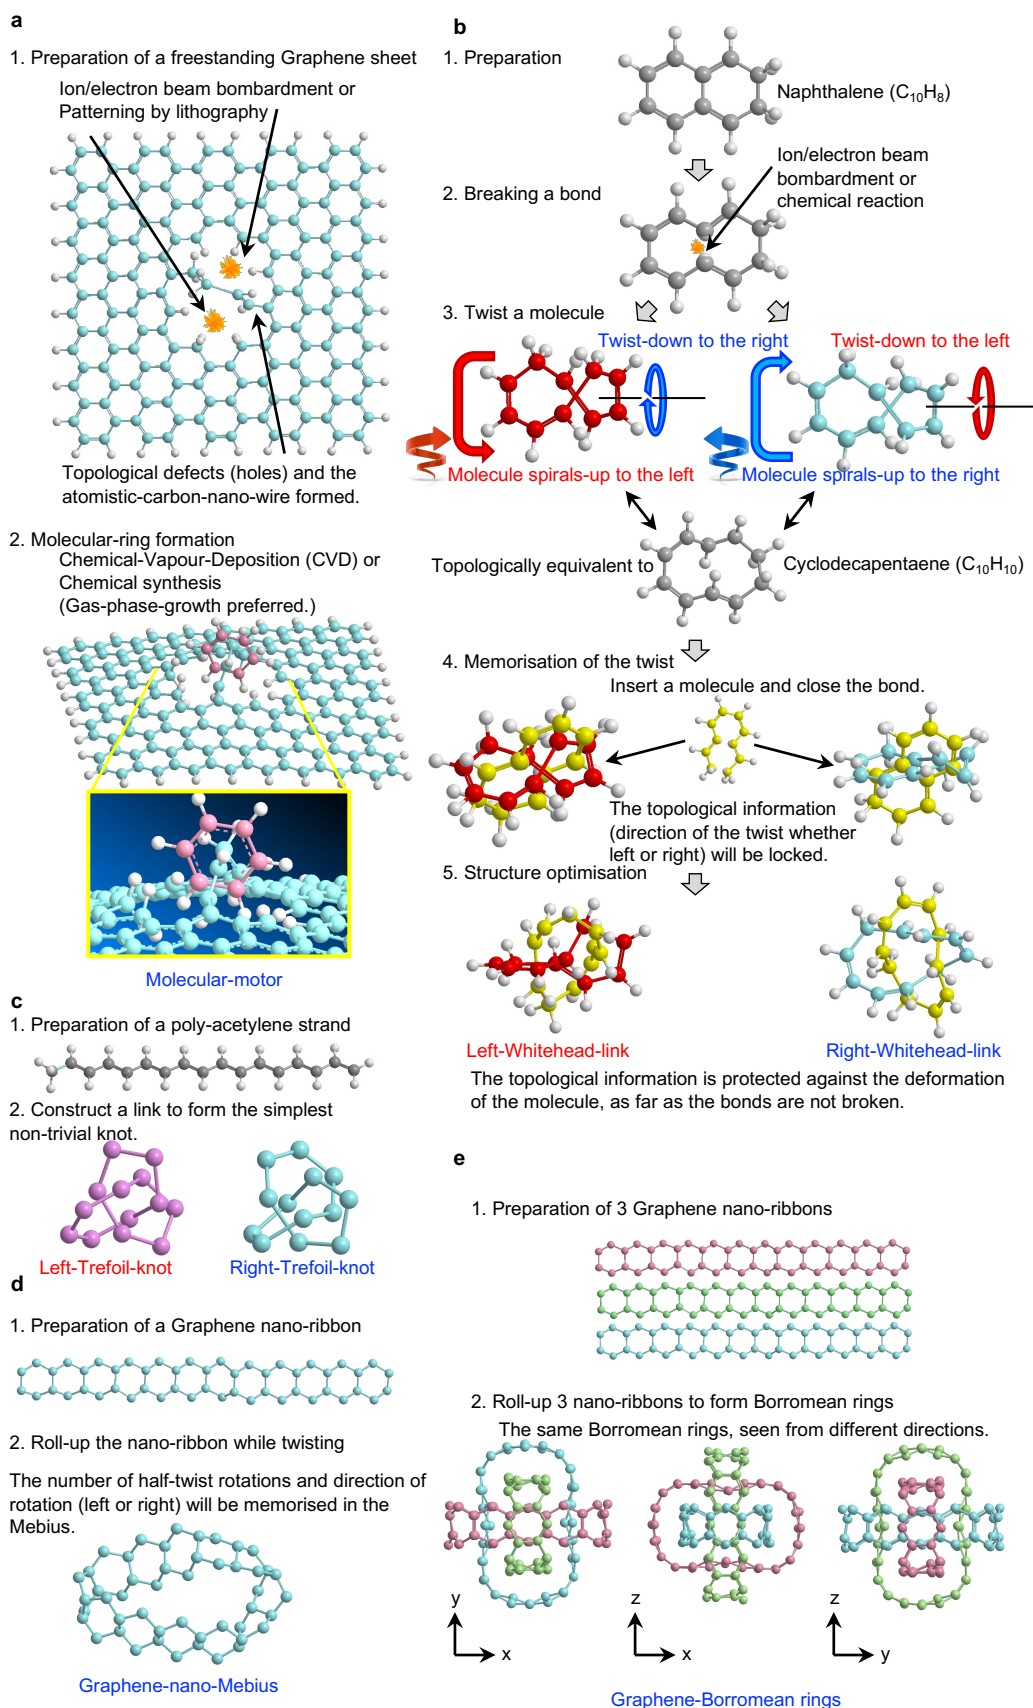 a
1. Preparation of a freestanding Graphene sheet
Ion/electron beam bombardment or
Patterning by lithography
Topological defects (holes) and the
atomistic-carbon-nano-wire formed.
2. Molecular-ring formation
Chemical-Vapour-Deposition (CVD) or
Chemical synthesis
(Gas-phase-growth preferred.)
Molecular-motor
b
1. Preparation
Naphthalene (C₁₀H₈)
2. Breaking a bond
Ion/electron beam
bombardment or
chemical reaction
3. Twist a molecule
Twist-down to the right
Twist-down to the left
Molecule spirals-up to the left
Molecule spirals-up to the right
Topologically equivalent to
Cyclodecapentaene (C₁₀H₁₀)
4. Memorisation of the twist
Insert a molecule and close the bond.
The topological information
(direction of the twist whether
left or right) will be locked.
5. Structure optimisation
Left-Whitehead-link
Right-Whitehead-link
The topological information is protected against the deformation
of the molecule, as far as the bonds are not broken.
c
1. Preparation of a poly-acetylene strand
2. Construct a link to form the simplest
non-trivial knot.
Left-Trefoil-knot
Right-Trefoil-knot
d
1. Preparation of a Graphene nano-ribbon
2. Roll-up the nano-ribbon while twisting
The number of half-twist rotations and direction of
rotation (left or right) will be memorised in the
Mebius.
Graphene-nano-Mebius
e
1. Preparation of 3 Graphene nano-ribbons
2. Roll-up 3 nano-ribbons to form Borromean rings
The same Borromean rings, seen from different directions.
y
x
z
x
z
y
Graphene-Borromean rings